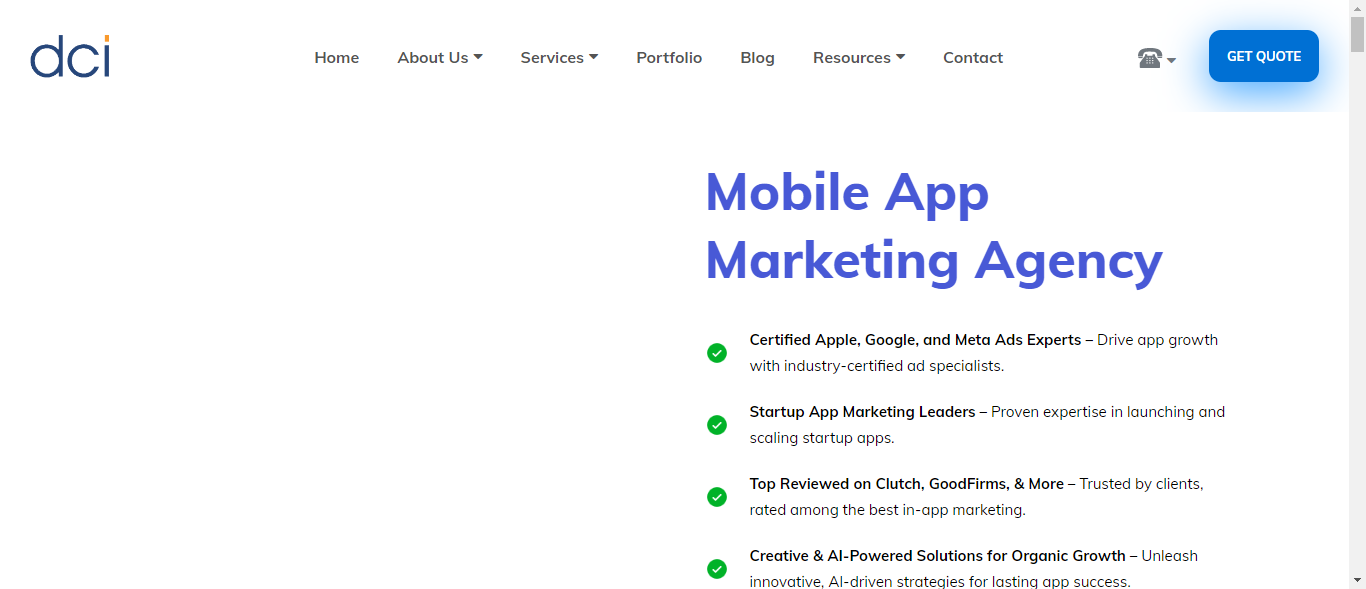 dci
Home
About Us
Services
Portfolio
Blog
Resources
Contact
GET QUOTE
Mobile App
Marketing Agency
Certified Apple, Google, and Meta Ads Experts – Drive app growth
with industry-certified ad specialists.
Startup App Marketing Leaders – Proven expertise in launching and
scaling startup apps.
Top Reviewed on Clutch, GoodFirms, & More – Trusted by clients,
rated among the best in-app marketing.
Creative & AI-Powered Solutions for Organic Growth – Unleash
innovative, AI-driven strategies for lasting app success.